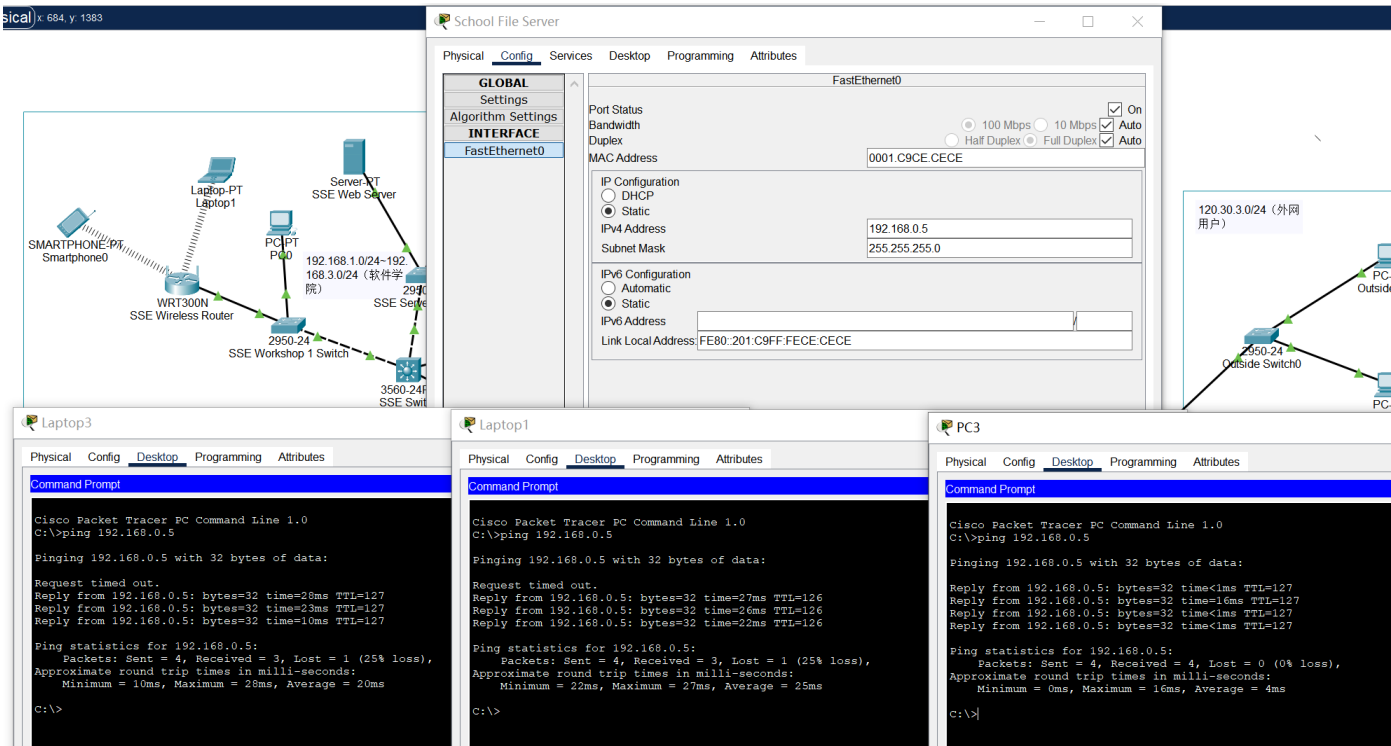 sical x: 684, y: 1383
School File Server
Physical Config Services Desktop Programming Attributes
GLOBAL
Settings
Algorithm Settings
INTERFACE
FastEthernet0
FastEthernet0
Port Status
On
Bandwidth
100 Mbps 10 Mbps Auto
Duplex
Half Duplex Full Duplex Auto
MAC Address
0001.C9CE.CECE
IP Configuration
DHCP
Static
IPv4 Address
192.168.0.5
Subnet Mask
255.255.255.0
IPv6 Configuration
Automatic
Static
IPv6 Address
/
Link Local Address: FE80::201:C9FF:FECE:CECE
Laptop-PT
Laptop1
Server-PT
SSE Web Server
SMARTPHONE-PT
Smartphone0
PC-PT
PC0
192.168.1.0/24~192.
168.3.0/24（软件学
院）
WRT300N
SSE Wireless Router
2950
SSE Serve
2950-24
SSE Workshop 1 Switch
3560-24P
SSE Swit
120.30.3.0/24（外网
用户）
PC-
Outside
2950-24
Outside Switch0
PC-
Laptop3
Physical Config Desktop Programming Attributes
Command Prompt
Cisco Packet Tracer PC Command Line 1.0
C:\>ping 192.168.0.5
Pinging 192.168.0.5 with 32 bytes of data:
Request timed out.
Reply from 192.168.0.5: bytes=32 time=28ms TTL=127
Reply from 192.168.0.5: bytes=32 time=23ms TTL=127
Reply from 192.168.0.5: bytes=32 time=10ms TTL=127
Ping statistics for 192.168.0.5:
Packets: Sent = 4, Received = 3, Lost = 1 (25% loss),
Approximate round trip times in milli-seconds:
Minimum = 10ms, Maximum = 28ms, Average = 20ms
C:\>
Laptop1
Physical Config Desktop Programming Attributes
Command Prompt
Cisco Packet Tracer PC Command Line 1.0
C:\>ping 192.168.0.5
Pinging 192.168.0.5 with 32 bytes of data:
Request timed out.
Reply from 192.168.0.5: bytes=32 time=27ms TTL=126
Reply from 192.168.0.5: bytes=32 time=26ms TTL=126
Reply from 192.168.0.5: bytes=32 time=22ms TTL=126
Ping statistics for 192.168.0.5:
Packets: Sent = 4, Received = 3, Lost = 1 (25% loss),
Approximate round trip times in milli-seconds:
Minimum = 22ms, Maximum = 27ms, Average = 25ms
C:\>
PC3
Physical Config Desktop Programming Attributes
Command Prompt
Cisco Packet Tracer PC Command Line 1.0
C:\>ping 192.168.0.5
Pinging 192.168.0.5 with 32 bytes of data:
Reply from 192.168.0.5: bytes=32 time<1ms TTL=127
Reply from 192.168.0.5: bytes=32 time=16ms TTL=127
Reply from 192.168.0.5: bytes=32 time<1ms TTL=127
Reply from 192.168.0.5: bytes=32 time<1ms TTL=127
Ping statistics for 192.168.0.5:
Packets: Sent = 4, Received = 4, Lost = 0 (0% loss),
Approximate round trip times in milli-seconds:
Minimum = 0ms, Maximum = 16ms, Average = 4ms
C:\>